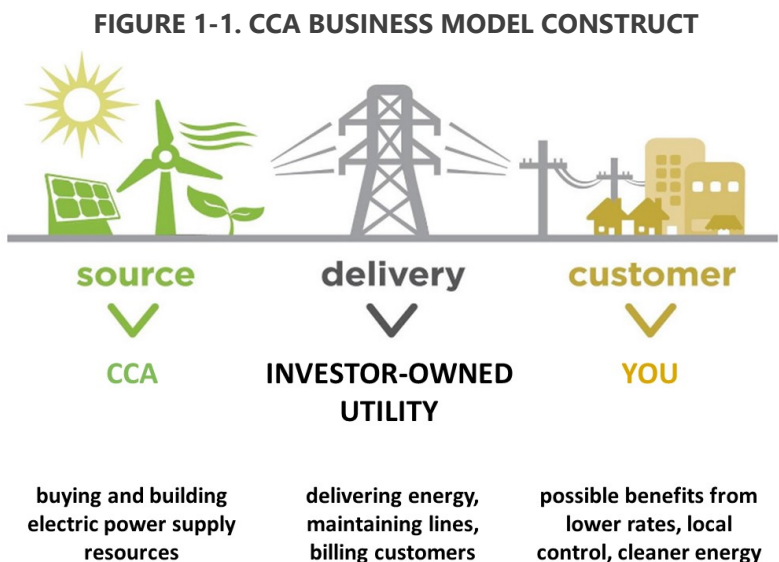 FIGURE 1-1. CCA BUSINESS MODEL CONSTRUCT
source
delivery
customer
CCA
INVESTOR-OWNED
UTILITY
YOU
buying and building
electric power supply
resources
delivering energy,
maintaining lines,
billing customers
possible benefits from
lower rates, local
control, cleaner energy